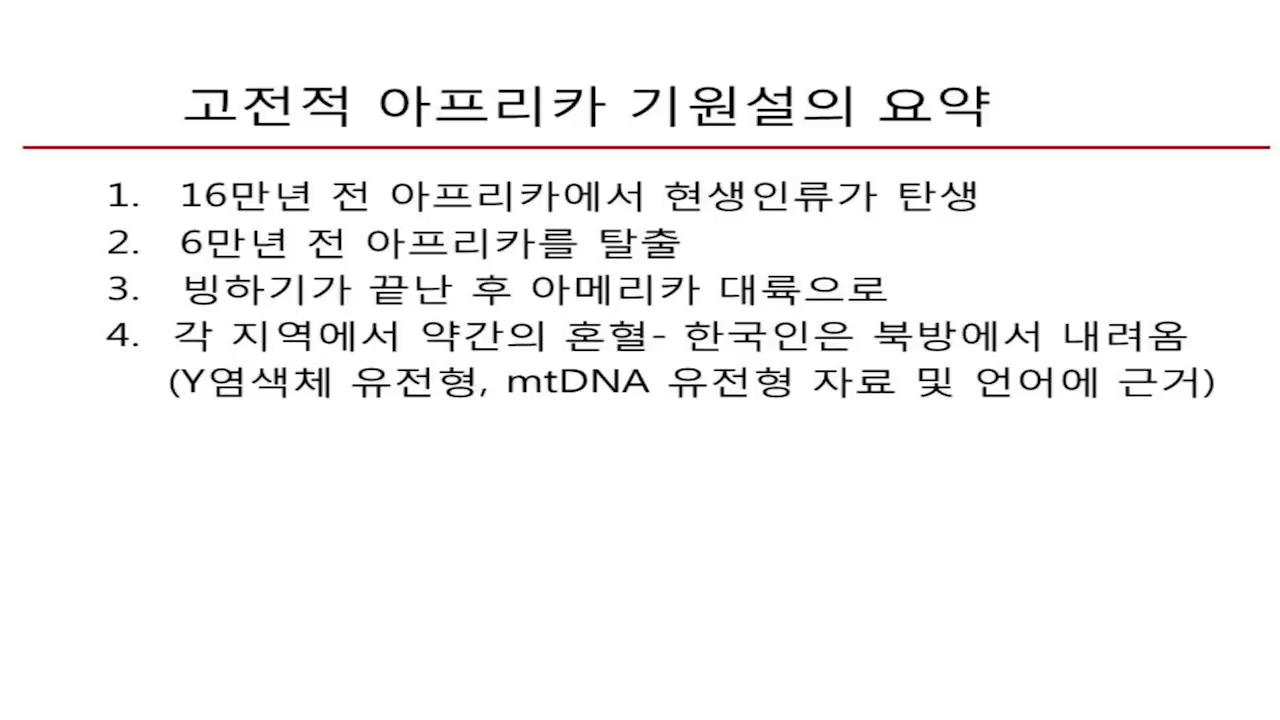 고전적 아프리카 기원설의 요약
1. 16만년 전 아프리카에서 현생인류가 탄생
2. 6만년 전 아프리카를 탈출
3. 빙하기가 끝난 후 아메리카 대륙으로
4. 각 지역에서 약간의 혼혈- 한국인은 북방에서 내려옴
(Y염색체 유전형, mtDNA 유전형 자료 및 언어에 근거)